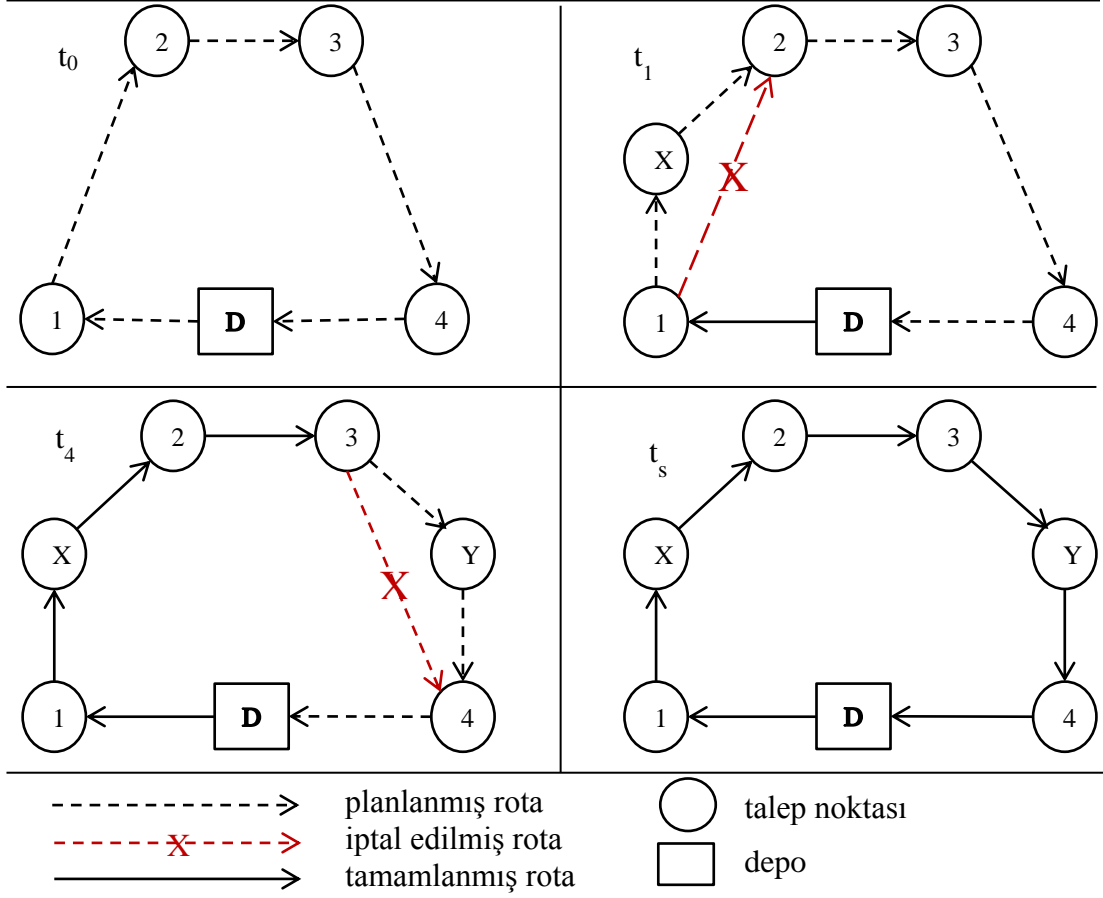 t0
2
3
1
D
4
t1
2
3
X
X
1
D
4
t4
2
3
X
Y
X
1
D
4
ts
2
3
X
Y
1
D
4
planlanmış rota
talep noktası
X
iptal edilmiş rota
depo
tamamlanmış rota